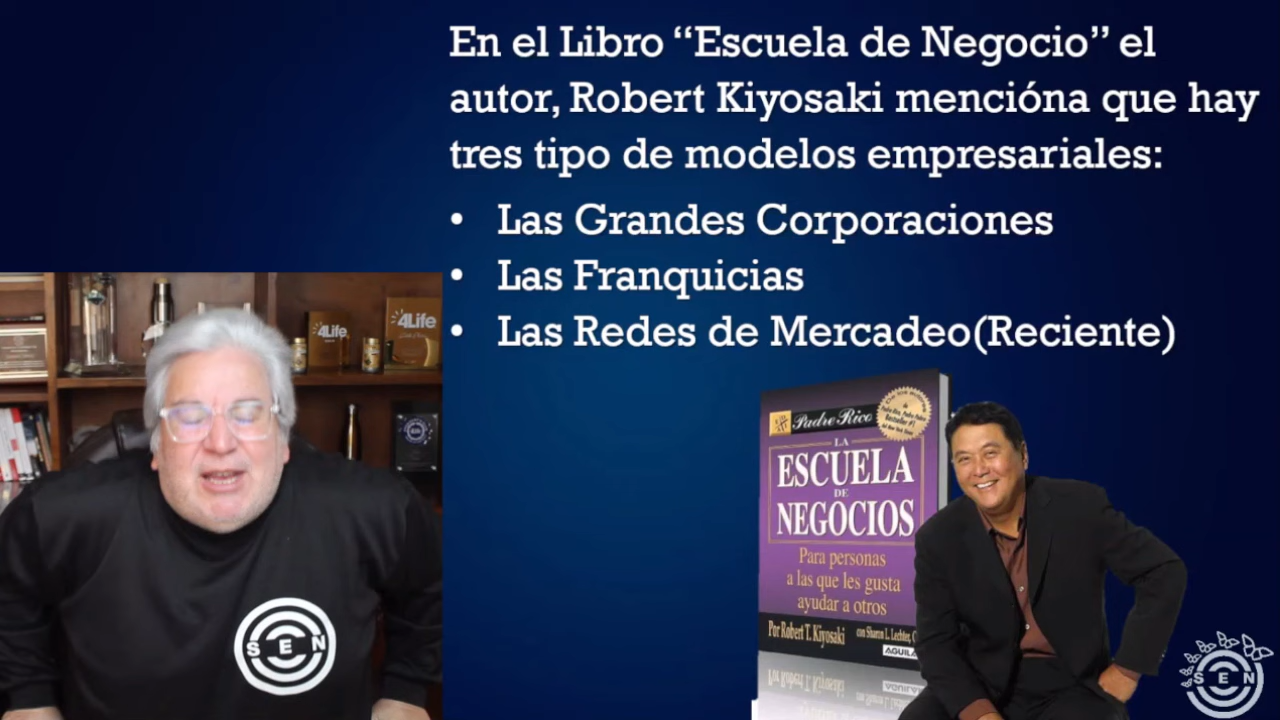 En el Libro “Escuela de Negocio” el
autor, Robert Kiyosaki mencióna que hay
tres tipo de modelos empresariales:
• Las Grandes Corporaciones
• Las Franquicias
• Las Redes de Mercadeo(Reciente)
4Life
4Life
Padre Rico
LA
ESCUELA
DE
NEGOCIOS
Para personas
a las que les gusta
ayudar a otros
Por Robert T. Kiyosaki con Sharon L. Lechter,
AGUILA
S E N
S E N